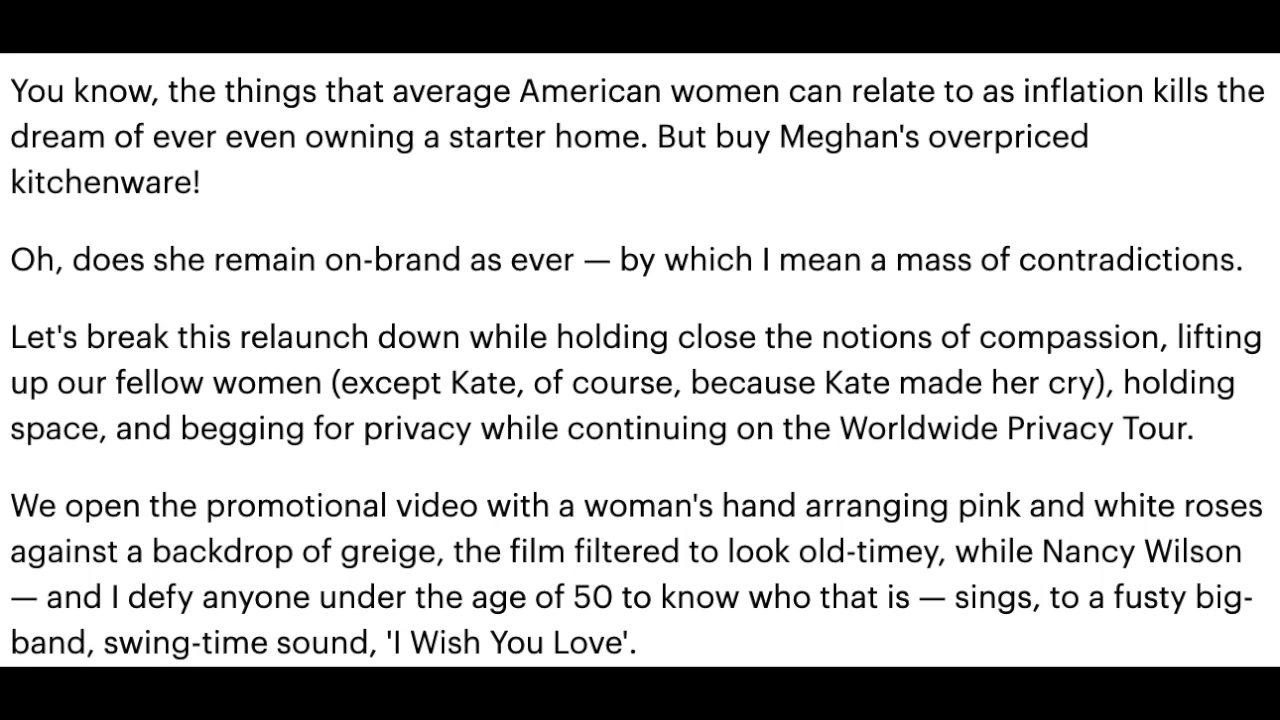 You know, the things that average American women can relate to as inflation kills the
dream of ever even owning a starter home. But buy Meghan's overpriced
kitchenware!
Oh, does she remain on-brand as ever — by which I mean a mass of contradictions.
Let's break this relaunch down while holding close the notions of compassion, lifting
up our fellow women (except Kate, of course, because Kate made her cry), holding
space, and begging for privacy while continuing on the Worldwide Privacy Tour.
We open the promotional video with a woman's hand arranging pink and white roses
against a backdrop of greige, the film filtered to look old-timey, while Nancy Wilson
— and I defy anyone under the age of 50 to know who that is — sings, to a fusty big-
band, swing-time sound, 'I Wish You Love'.